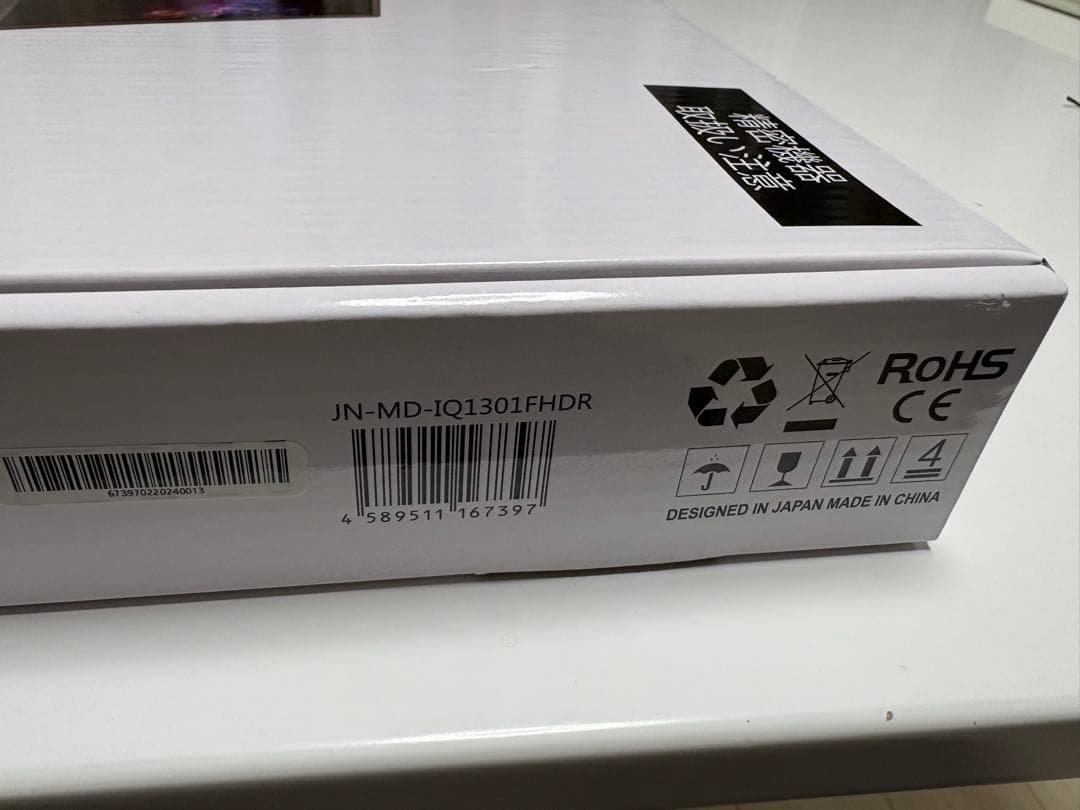 精密機器
取扱い注意
JN-MD-IQ1301FHDR
673970220240013
4 589511 167397
RoHS
CE
4
DESIGNED IN JAPAN MADE IN CHINA